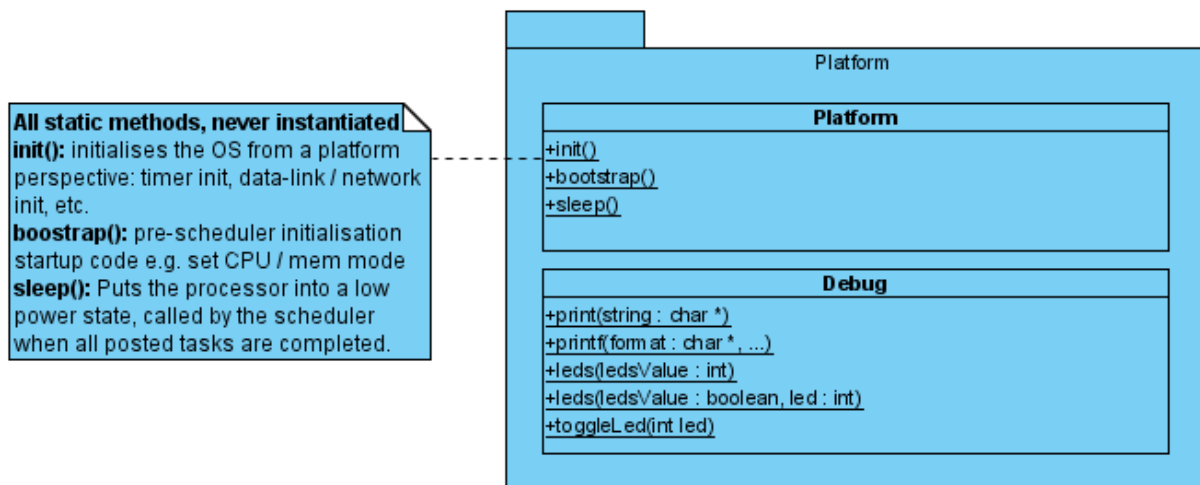 All static methods, never instantiated
init(): initialises the OS from a platform
perspective: timer init, data-link / network
init, etc.
boostrap(): pre-scheduler initialisation
startup code e.g. set CPU / mem mode
sleep(): Puts the processor into a low
power state, called by the scheduler
when all posted tasks are completed.
Platform
Platform
+init()
+bootstrap()
+sleep()
Debug
+print(string : char *)
+printf(format : char *, ...)
+leds(ledsValue : int)
+leds(ledsValue : boolean, led : int)
+toggleLed(int led)